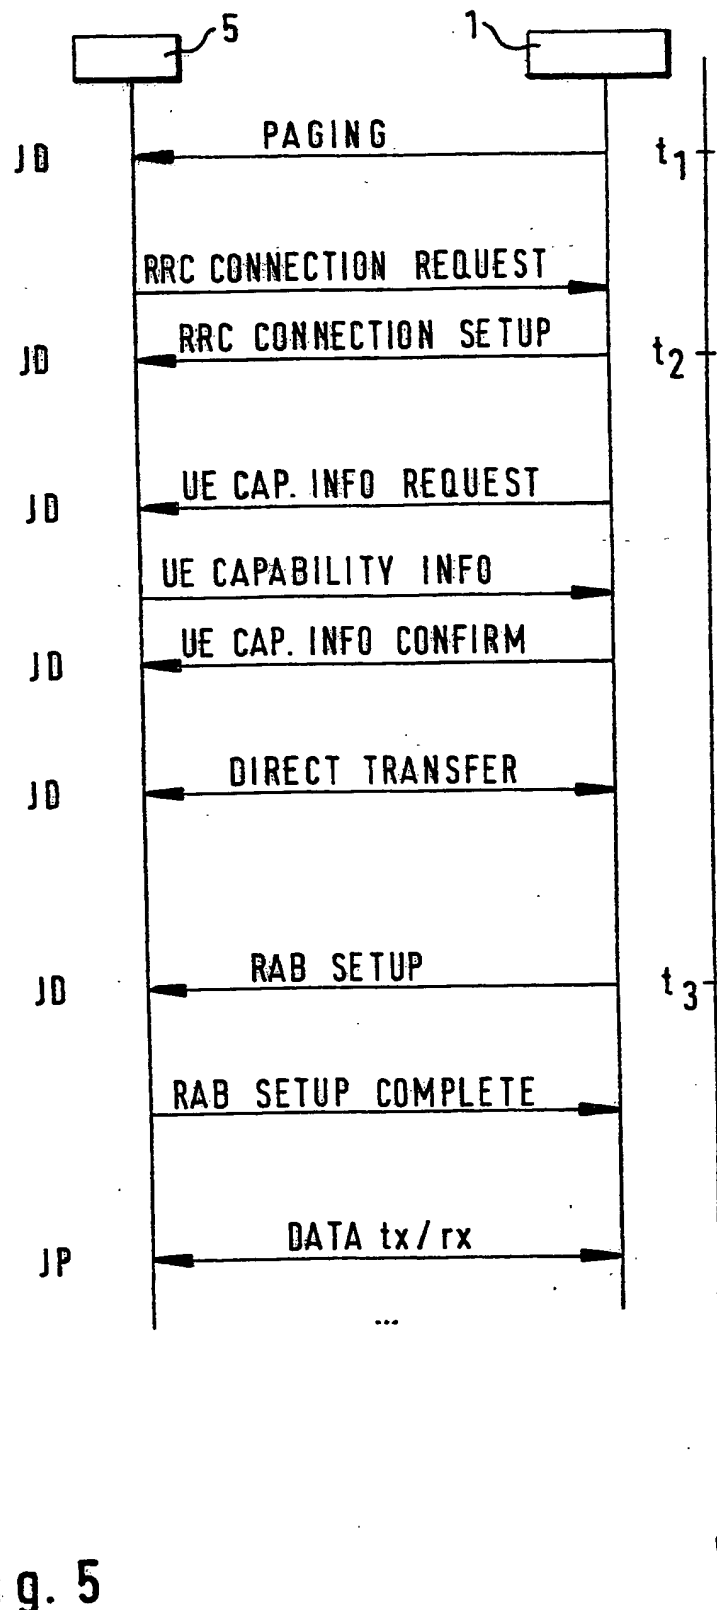 5 1
JD PAGING t1
RRC CONNECTION REQUEST
JD RRC CONNECTION SETUP t2
JD UE CAP. INFO REQUEST
UE CAPABILITY INFO
JD UE CAP. INFO CONFIRM
JD DIRECT TRANSFER
JD RAB SETUP t3
RAB SETUP COMPLETE
JP DATA tx/rx
...
g. 5